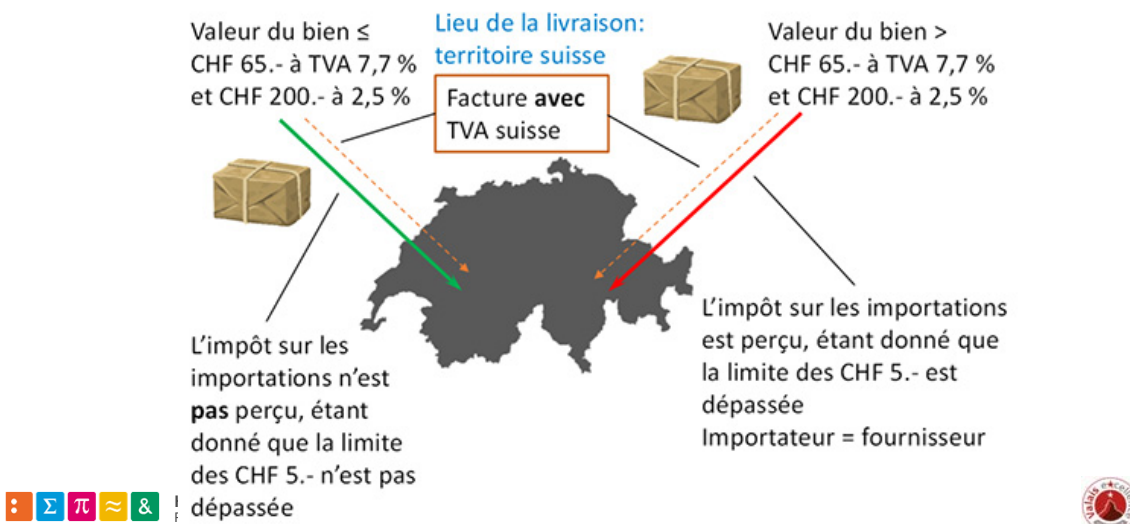 Valeur du bien ≤
CHF 65.- à TVA 7,7 %
et CHF 200.- à 2,5 %
Lieu de la livraison:
territoire suisse
Facture avec
TVA suisse
Valeur du bien >
CHF 65.- à TVA 7,7 %
et CHF 200.- à 2,5 %
L'impôt sur les
importations n'est
pas perçu, étant
donné que la limite
des CHF 5.- n'est pas
dépassée
L'impôt sur les importations
est perçu, étant donné que
la limite des CHF 5.- est
dépassée
Importateur = fournisseur
: Σ π ≈ &